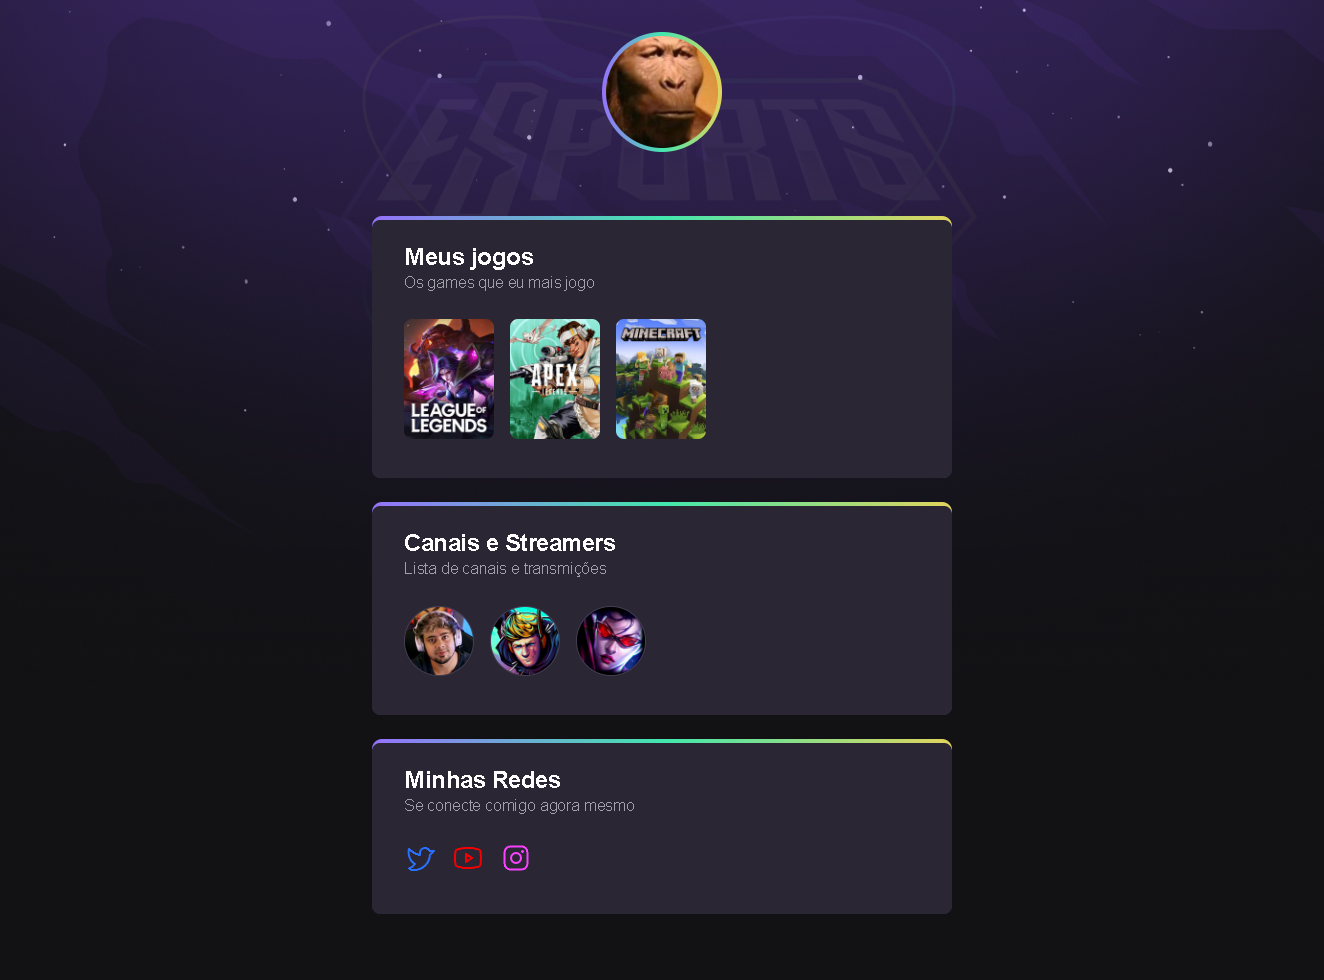 ESPORTS
Meus jogos
Os games que eu mais jogo
LEAGUE OF
LEGENDS
APEX
LEGENDS
MINECRAFT
Canais e Streamers
Lista de canais e transmições
Minhas Redes
Se conecte comigo agora mesmo